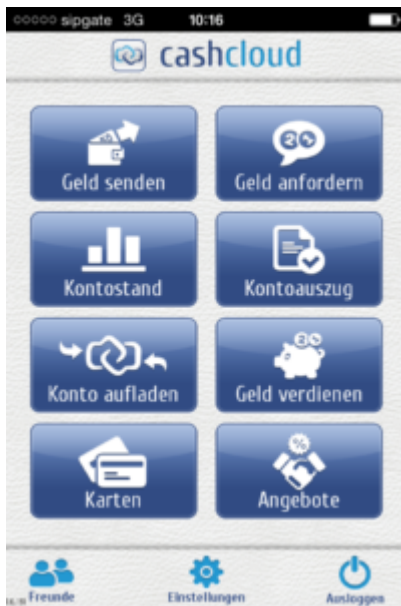 sipgate 3G 10:16
cashcloud
Geld senden Geld anfordern
Kontostand Kontoauszug
Konto aufladen Geld verdienen
Karten Angebote
Freunde Einstellungen Ausloggen